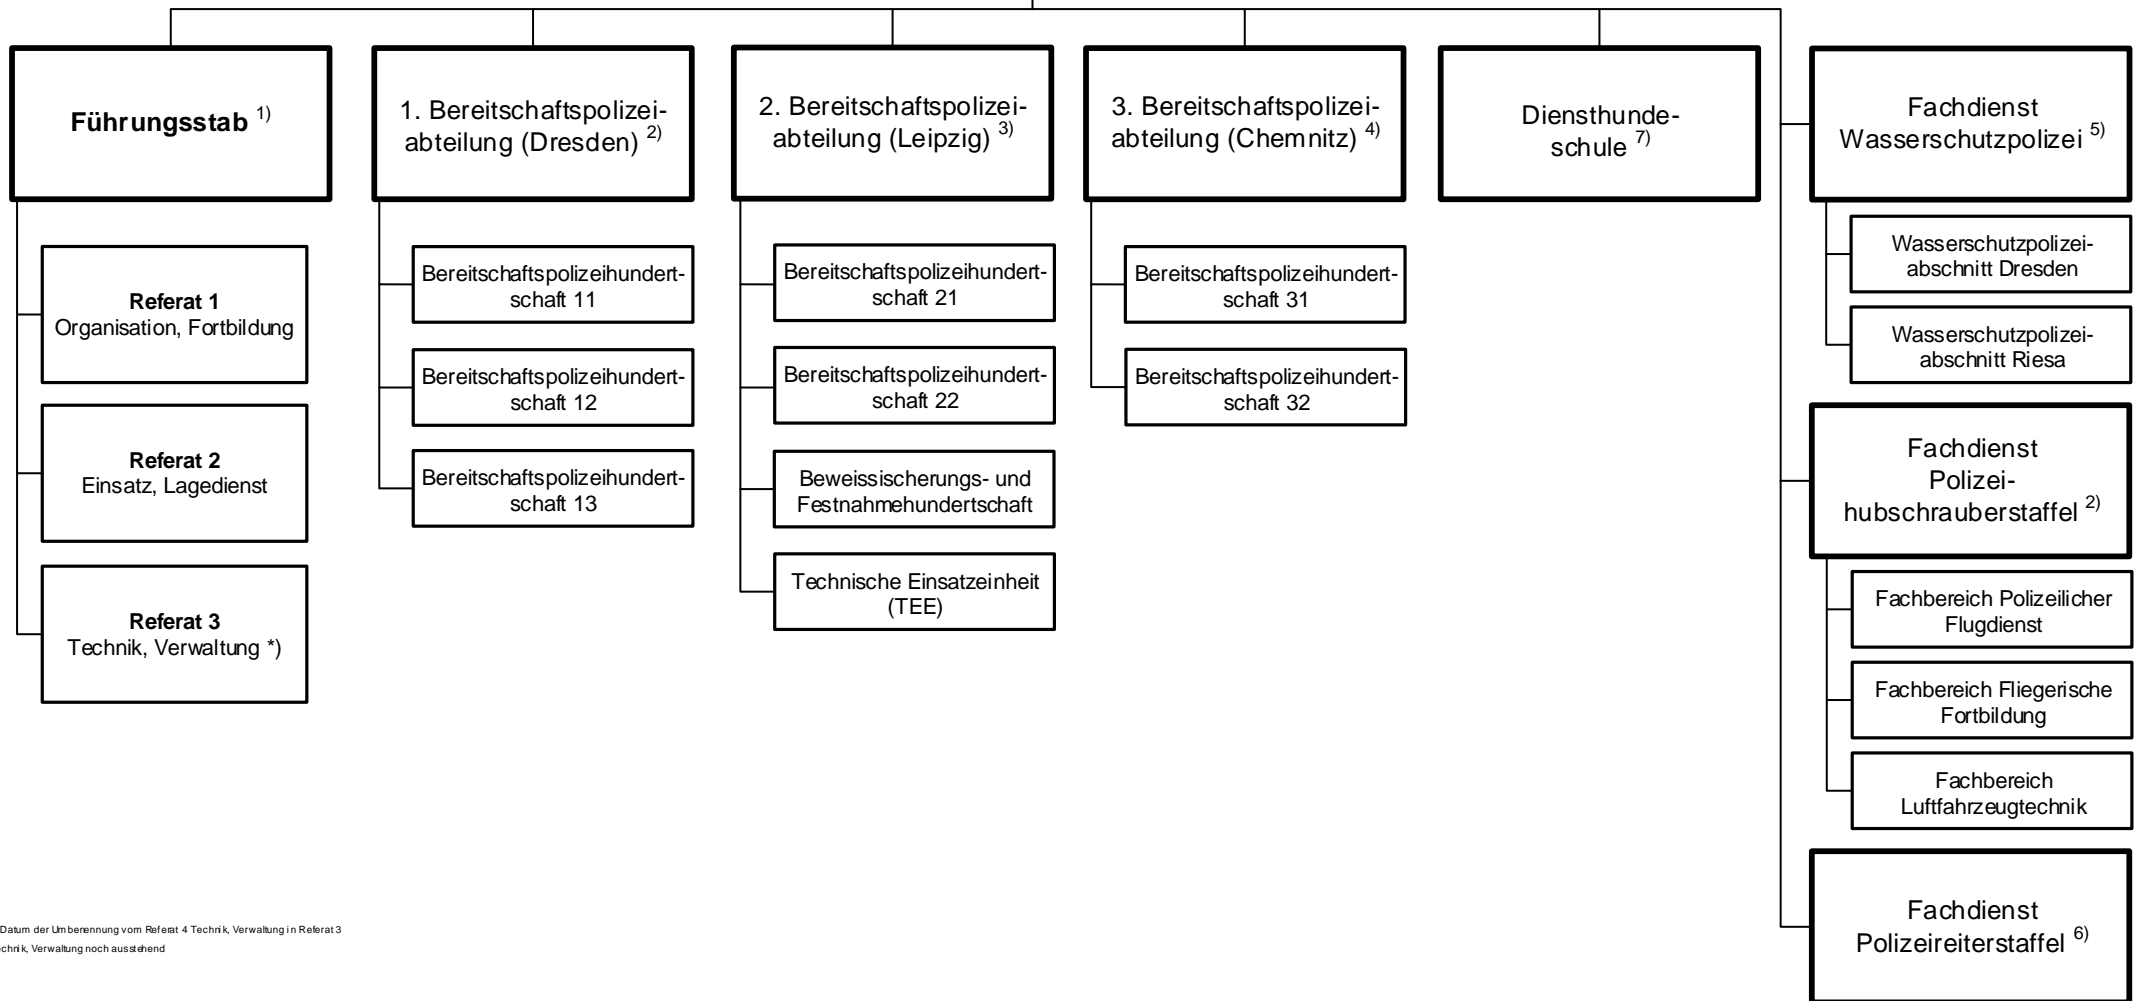 Führungsstab 1)
1. Bereitschaftspolizei-
abteilung (Dresden) 2)
2. Bereitschaftspolizei-
abteilung (Leipzig) 3)
3. Bereitschaftspolizei-
abteilung (Chemnitz) 4)
Diensthunde-
schule 7)
Fachdienst
Wasserschutzpolizei 5)
Referat 1
Organisation, Fortbildung
Referat 2
Einsatz, Lagedienst
Referat 3
Technik, Verwaltung *)
Bereitschaftspolizeihundert-
schaft 11
Bereitschaftspolizeihundert-
schaft 12
Bereitschaftspolizeihundert-
schaft 13
Bereitschaftspolizeihundert-
schaft 21
Bereitschaftspolizeihundert-
schaft 22
Beweissischerungs- und
Festnahmehundertschaft
Technische Einsatzeinheit
(TEE)
Bereitschaftspolizeihundert-
schaft 31
Bereitschaftspolizeihundert-
schaft 32
Wasserschutzpolizei-
abschnitt Dresden
Wasserschutzpolizei-
abschnitt Riesa
Fachdienst
Polizei-
hubschrauberstaffel 2)
Fachbereich Polizeilicher
Flugdienst
Fachbereich Fliegerische
Fortbildung
Fachbereich
Luftfahrzeugtechnik
Fachdienst
Polizeireiterstaffel 6)
Datum der Umbenennung vom Referat 4 Technik, Verwaltung in Referat 3
echnik, Verwaltung noch ausstehend